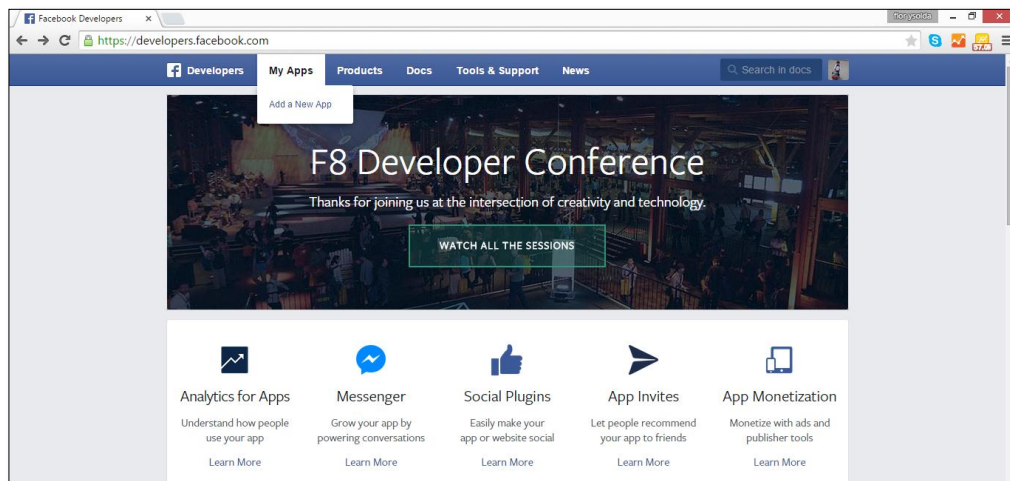 Facebook Developers
https://developers.facebook.com
Developers My Apps Products Docs Tools & Support News Search in docs
Add a New App
F8 Developer Conference
Thanks for joining us at the intersection of creativity and technology.
WATCH ALL THE SESSIONS
Analytics for Apps
Understand how people
use your app
Learn More
Messenger
Grow your app by
powering conversations
Learn More
Social Plugins
Easily make your
app or website social
Learn More
App Invites
Let people recommend
your app to friends
Learn More
App Monetization
Monetize with ads and
publisher tools
Learn More